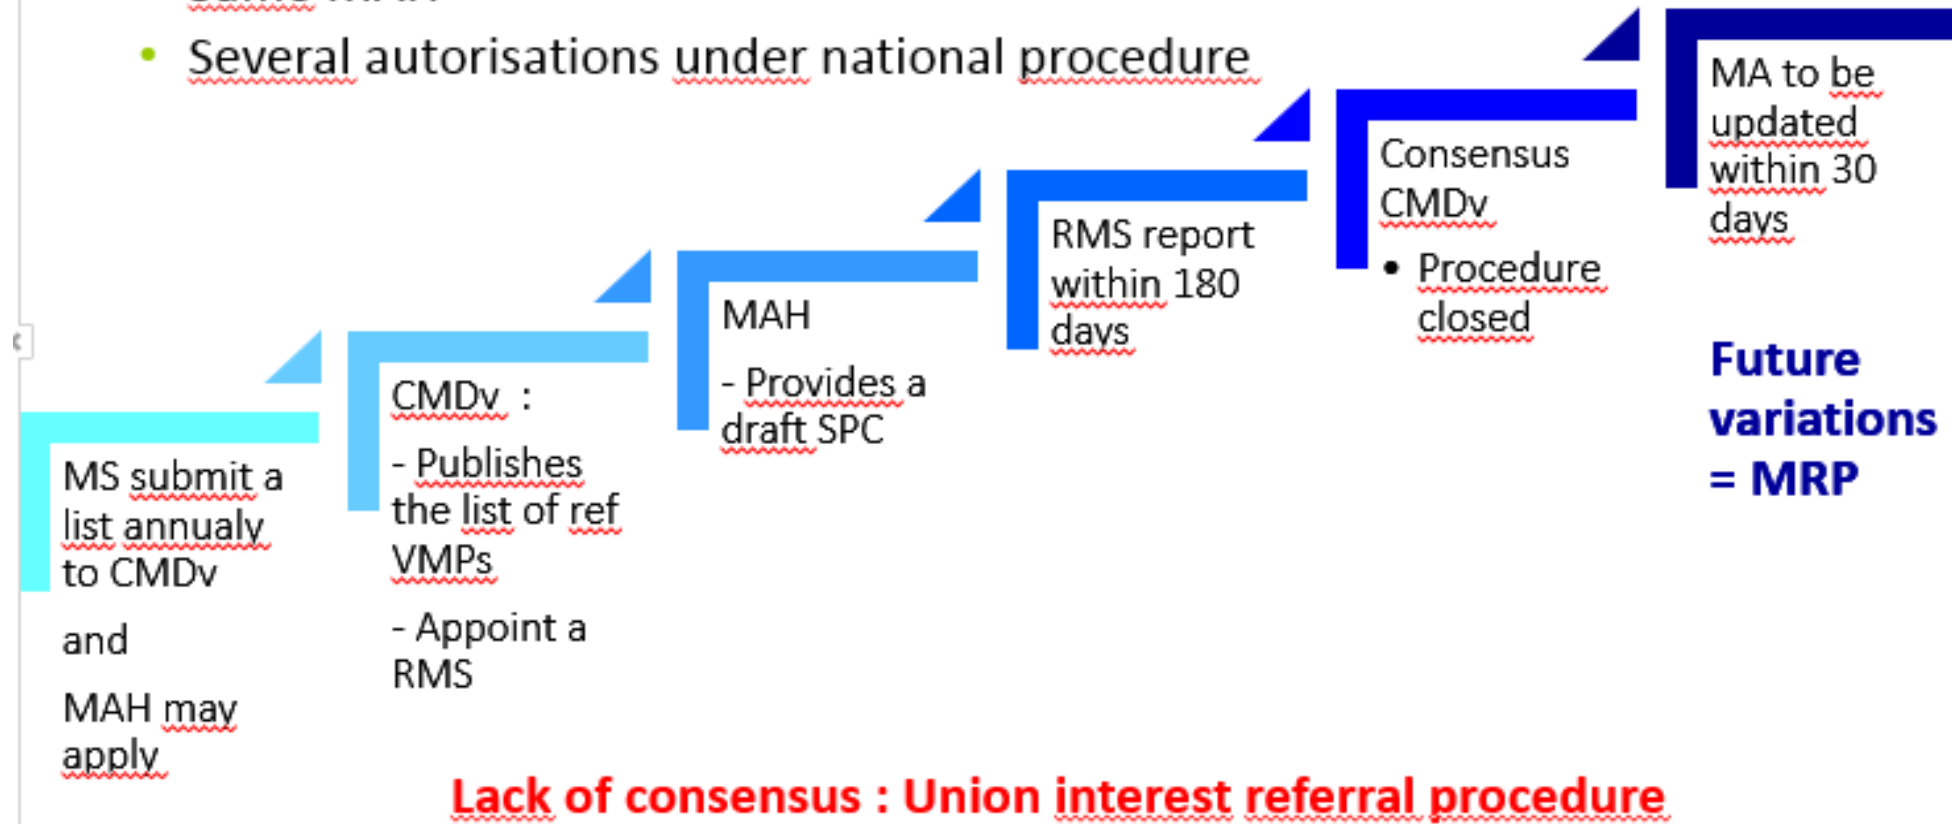 Several autorisations under national procedure
MS submit a
list annualy
to CMDv
and
MAH may
apply
CMDv :
- Publishes
the list of ref
VMPs
- Appoint a
RMS
MAH
- Provides a
draft SPC
RMS report
within 180
days
Consensus
CMDv
• Procedure
closed
MA to be
updated
within 30
days
Future
variations
= MRP
Lack of consensus : Union interest referral procedure